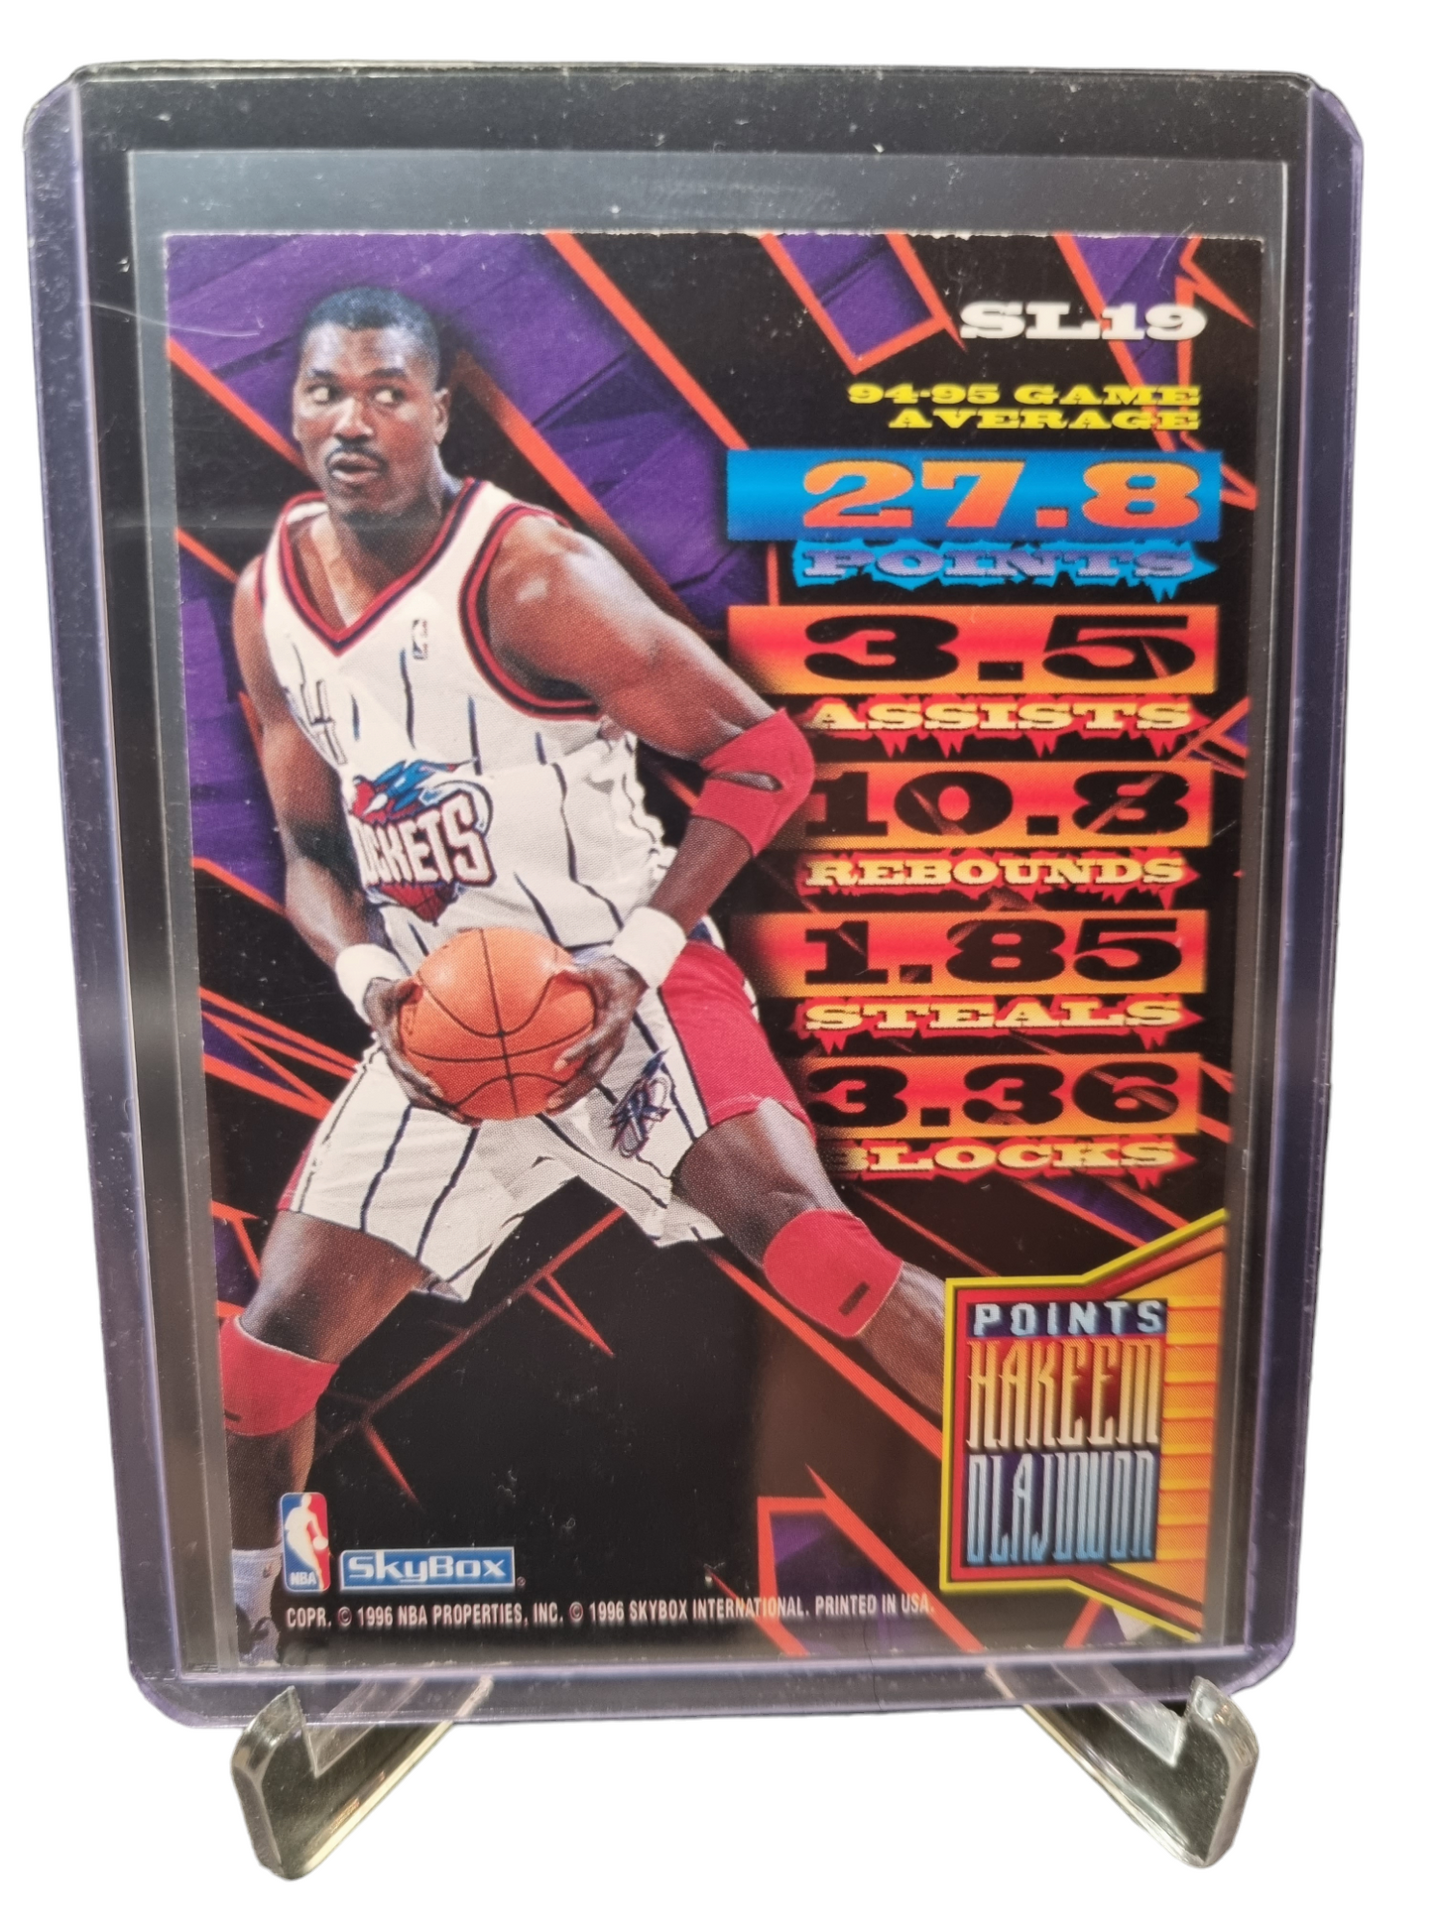 SL19
94-95 GAME
AVERAGE
27.8
POINTS
3.5
ASSISTS
10.8
REBOUNDS
1.85
STEALS
3.36
BLOCKS
ROCKETS
POINTS
HAKEEM
OLAJUWON
NBA
SKYBOX
COPR. © 1996 NBA PROPERTIES, INC. © 1996 SKYBOX INTERNATIONAL. PRINTED IN USA.